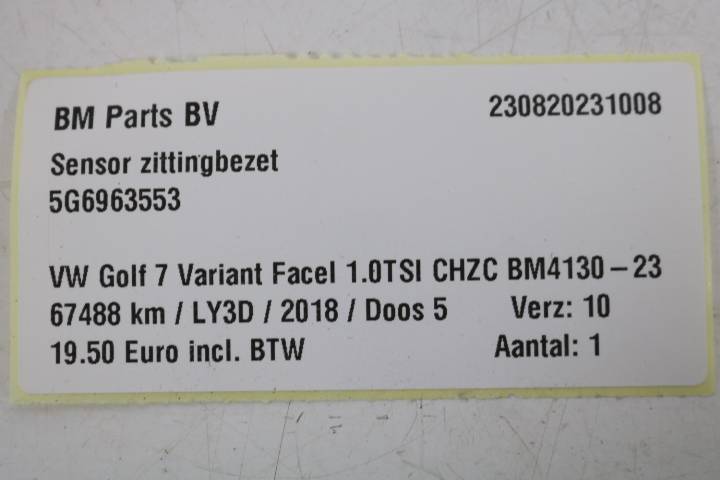 BM Parts BV 230820231008
Sensor zittingbezet
5G6963553
VW Golf 7 Variant Facel 1.0TSI CHZC BM4130-23
67488 km / LY3D / 2018 / Doos 5 Verz: 10
19.50 Euro incl. BTW Aantal: 1